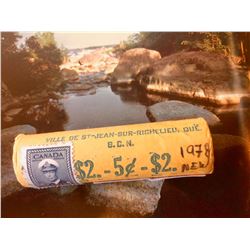 VILLE DE ST-JEAN-SUR-RICHELIEU, QUÉ.
B.C.N.
CANADA
$2.-5¢-$2.
1978
NEW